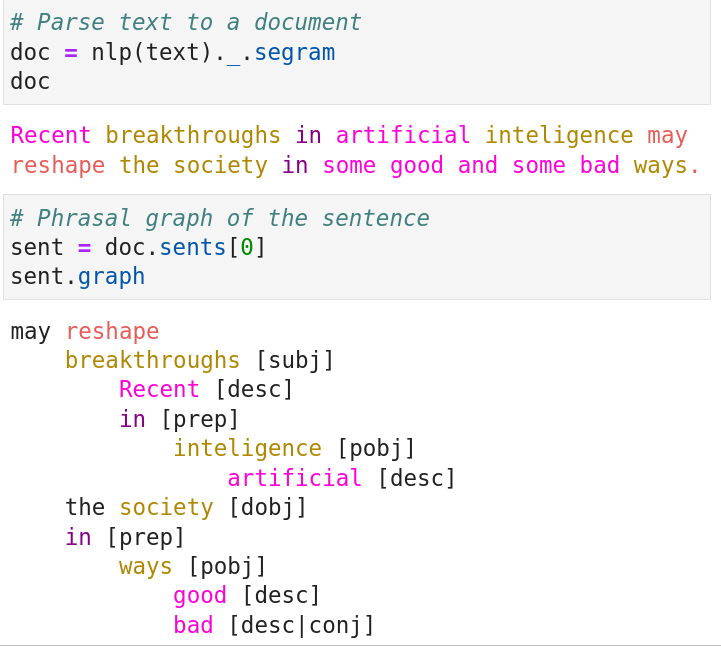 # Parse text to a document
doc = nlp(text)._.segram
doc
Recent breakthroughs in artificial inteligence may
reshape the society in some good and some bad ways.
# Phrasal graph of the sentence
sent = doc.sents[0]
sent.graph
may reshape
    breakthroughs [subj]
        Recent [desc]
        in [prep]
            inteligence [pobj]
                artificial [desc]
    the society [dobj]
    in [prep]
        ways [pobj]
            good [desc]
            bad [desc|conj]